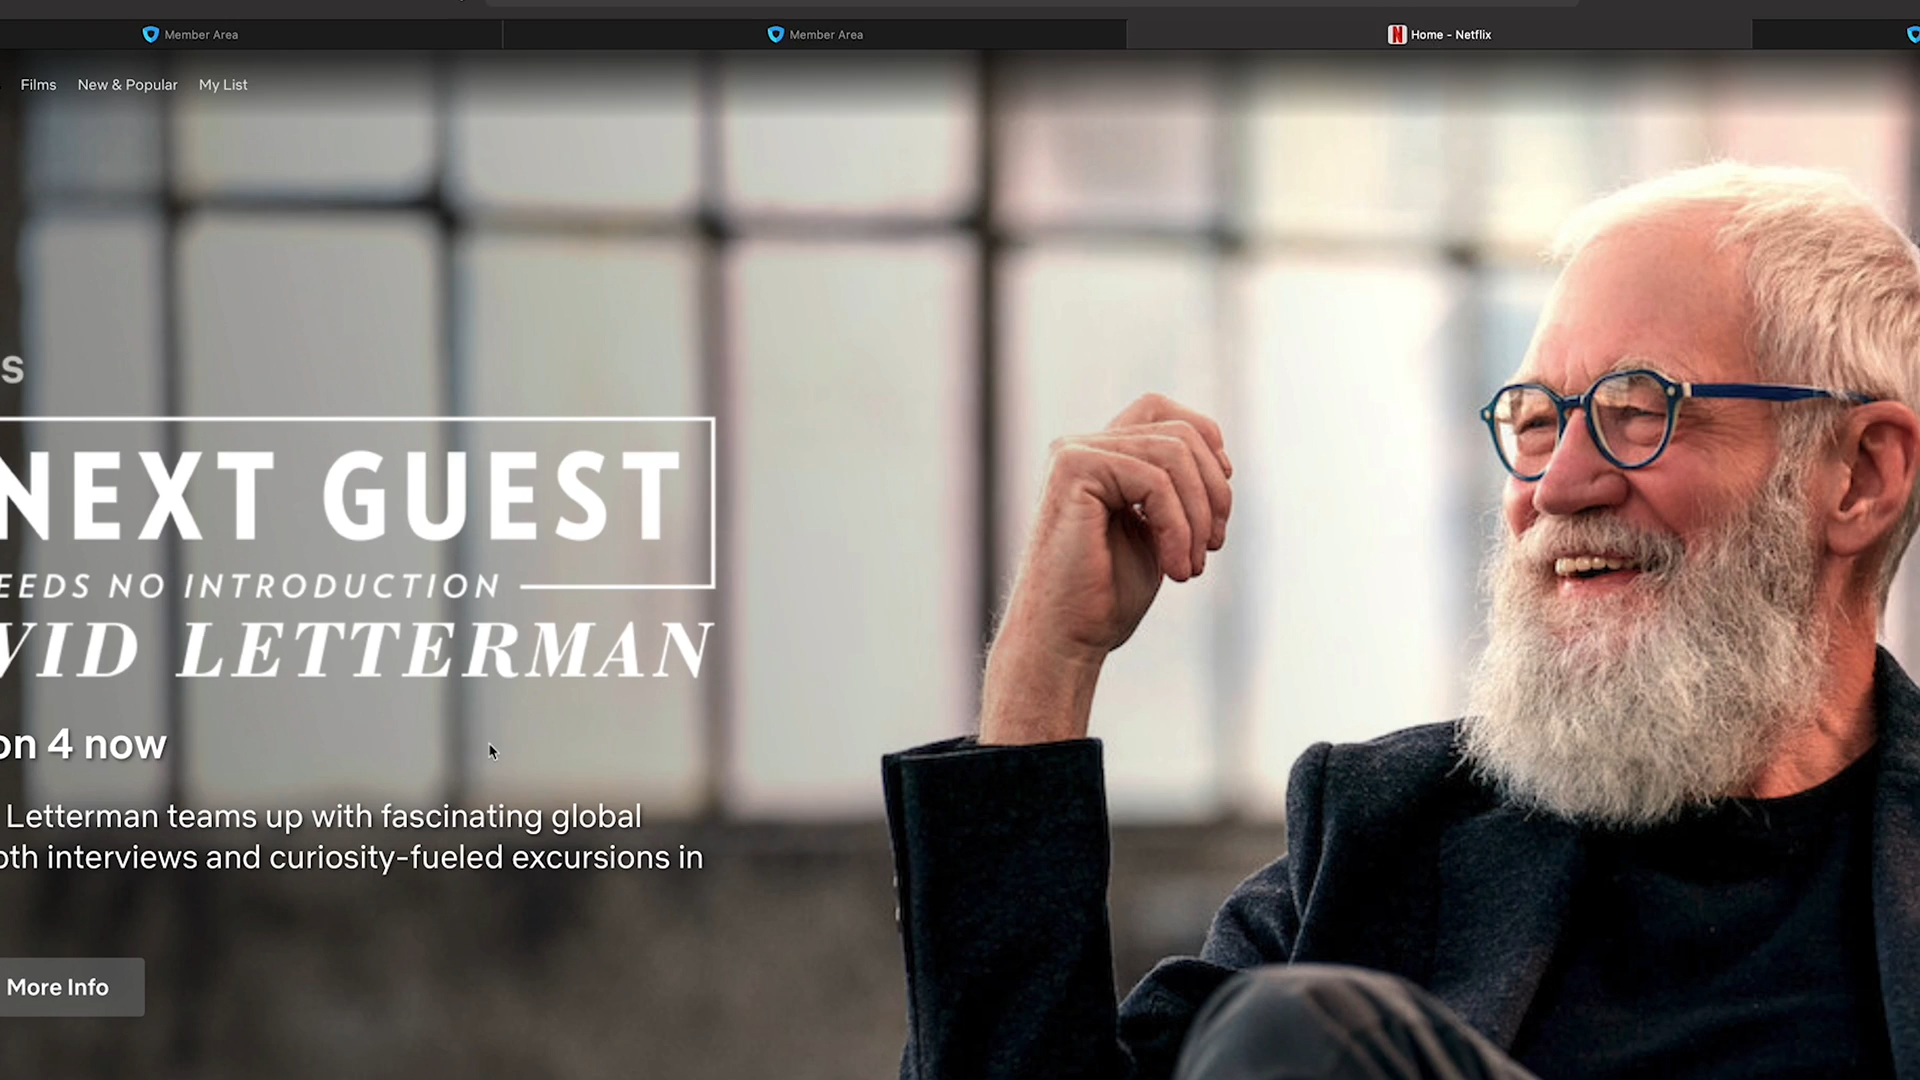 Member Area
Member Area
Home - Netflix
Films New & Popular My List
s
NEXT GUEST
EEDS NO INTRODUCTION
VID LETTERMAN
on 4 now
Letterman teams up with fascinating global
oth interviews and curiosity-fueled excursions in
More Info